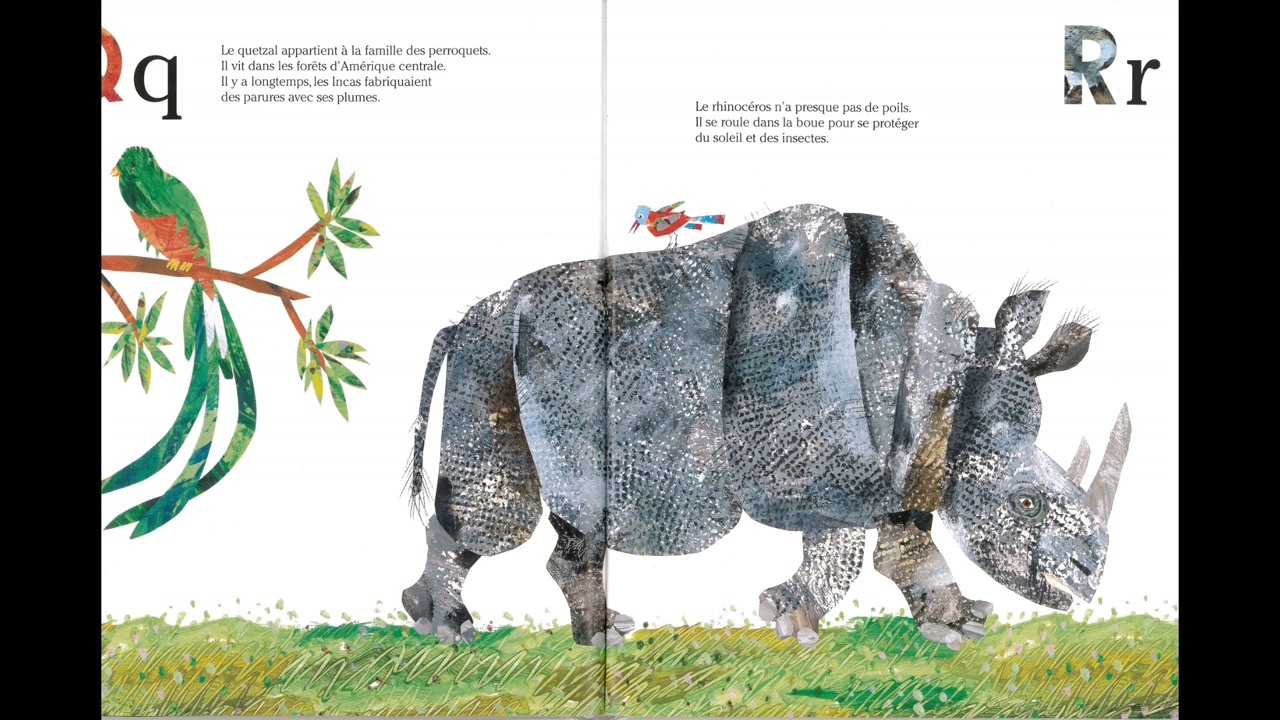 Qq
Le quetzal appartient à la famille des perroquets.
Il vit dans les forêts d'Amérique centrale.
Il y a longtemps, les Incas fabriquaient
des parures avec ses plumes.
Rr
Le rhinocéros n'a presque pas de poils.
Il se roule dans la boue pour se protéger
du soleil et des insectes.